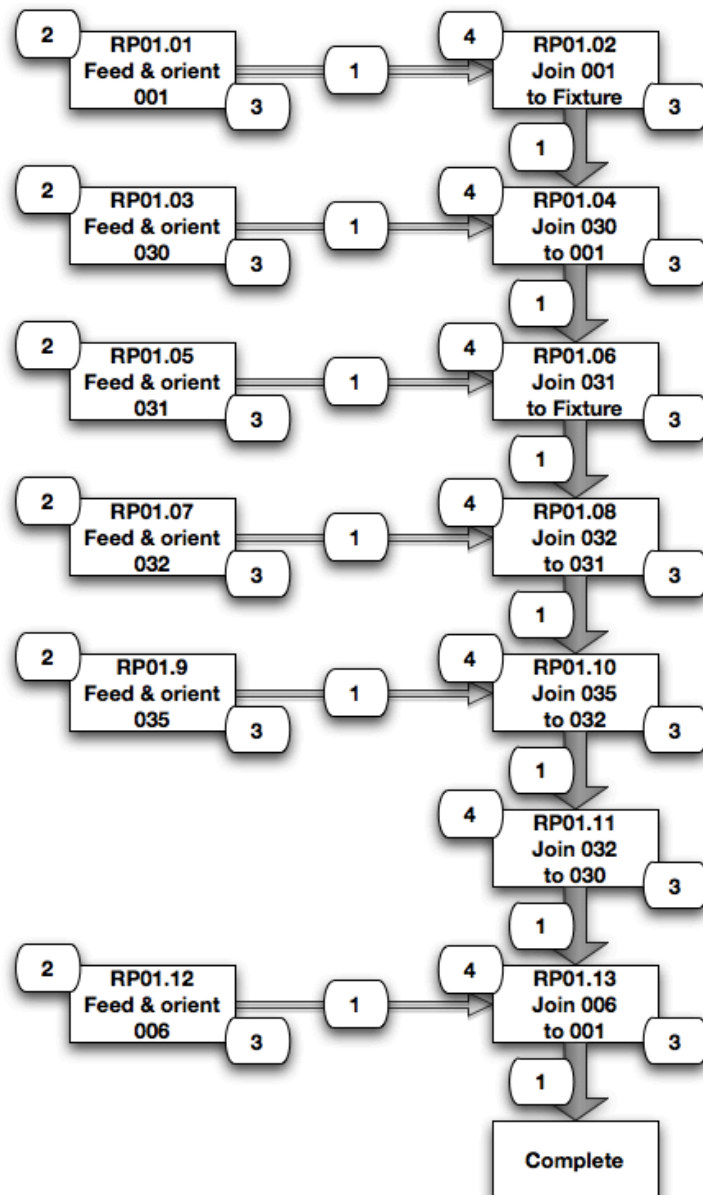 2
RP01.01
Feed & orient
001
3
1
4
RP01.02
Join 001
to Fixture
3
1
2
RP01.03
Feed & orient
030
3
1
4
RP01.04
Join 030
to 001
3
1
2
RP01.05
Feed & orient
031
3
1
4
RP01.06
Join 031
to Fixture
3
1
2
RP01.07
Feed & orient
032
3
1
4
RP01.08
Join 032
to 031
3
1
2
RP01.9
Feed & orient
035
3
1
4
RP01.10
Join 035
to 032
3
1
4
RP01.11
Join 032
to 030
3
1
2
RP01.12
Feed & orient
006
3
1
4
RP01.13
Join 006
to 001
3
1
Complete